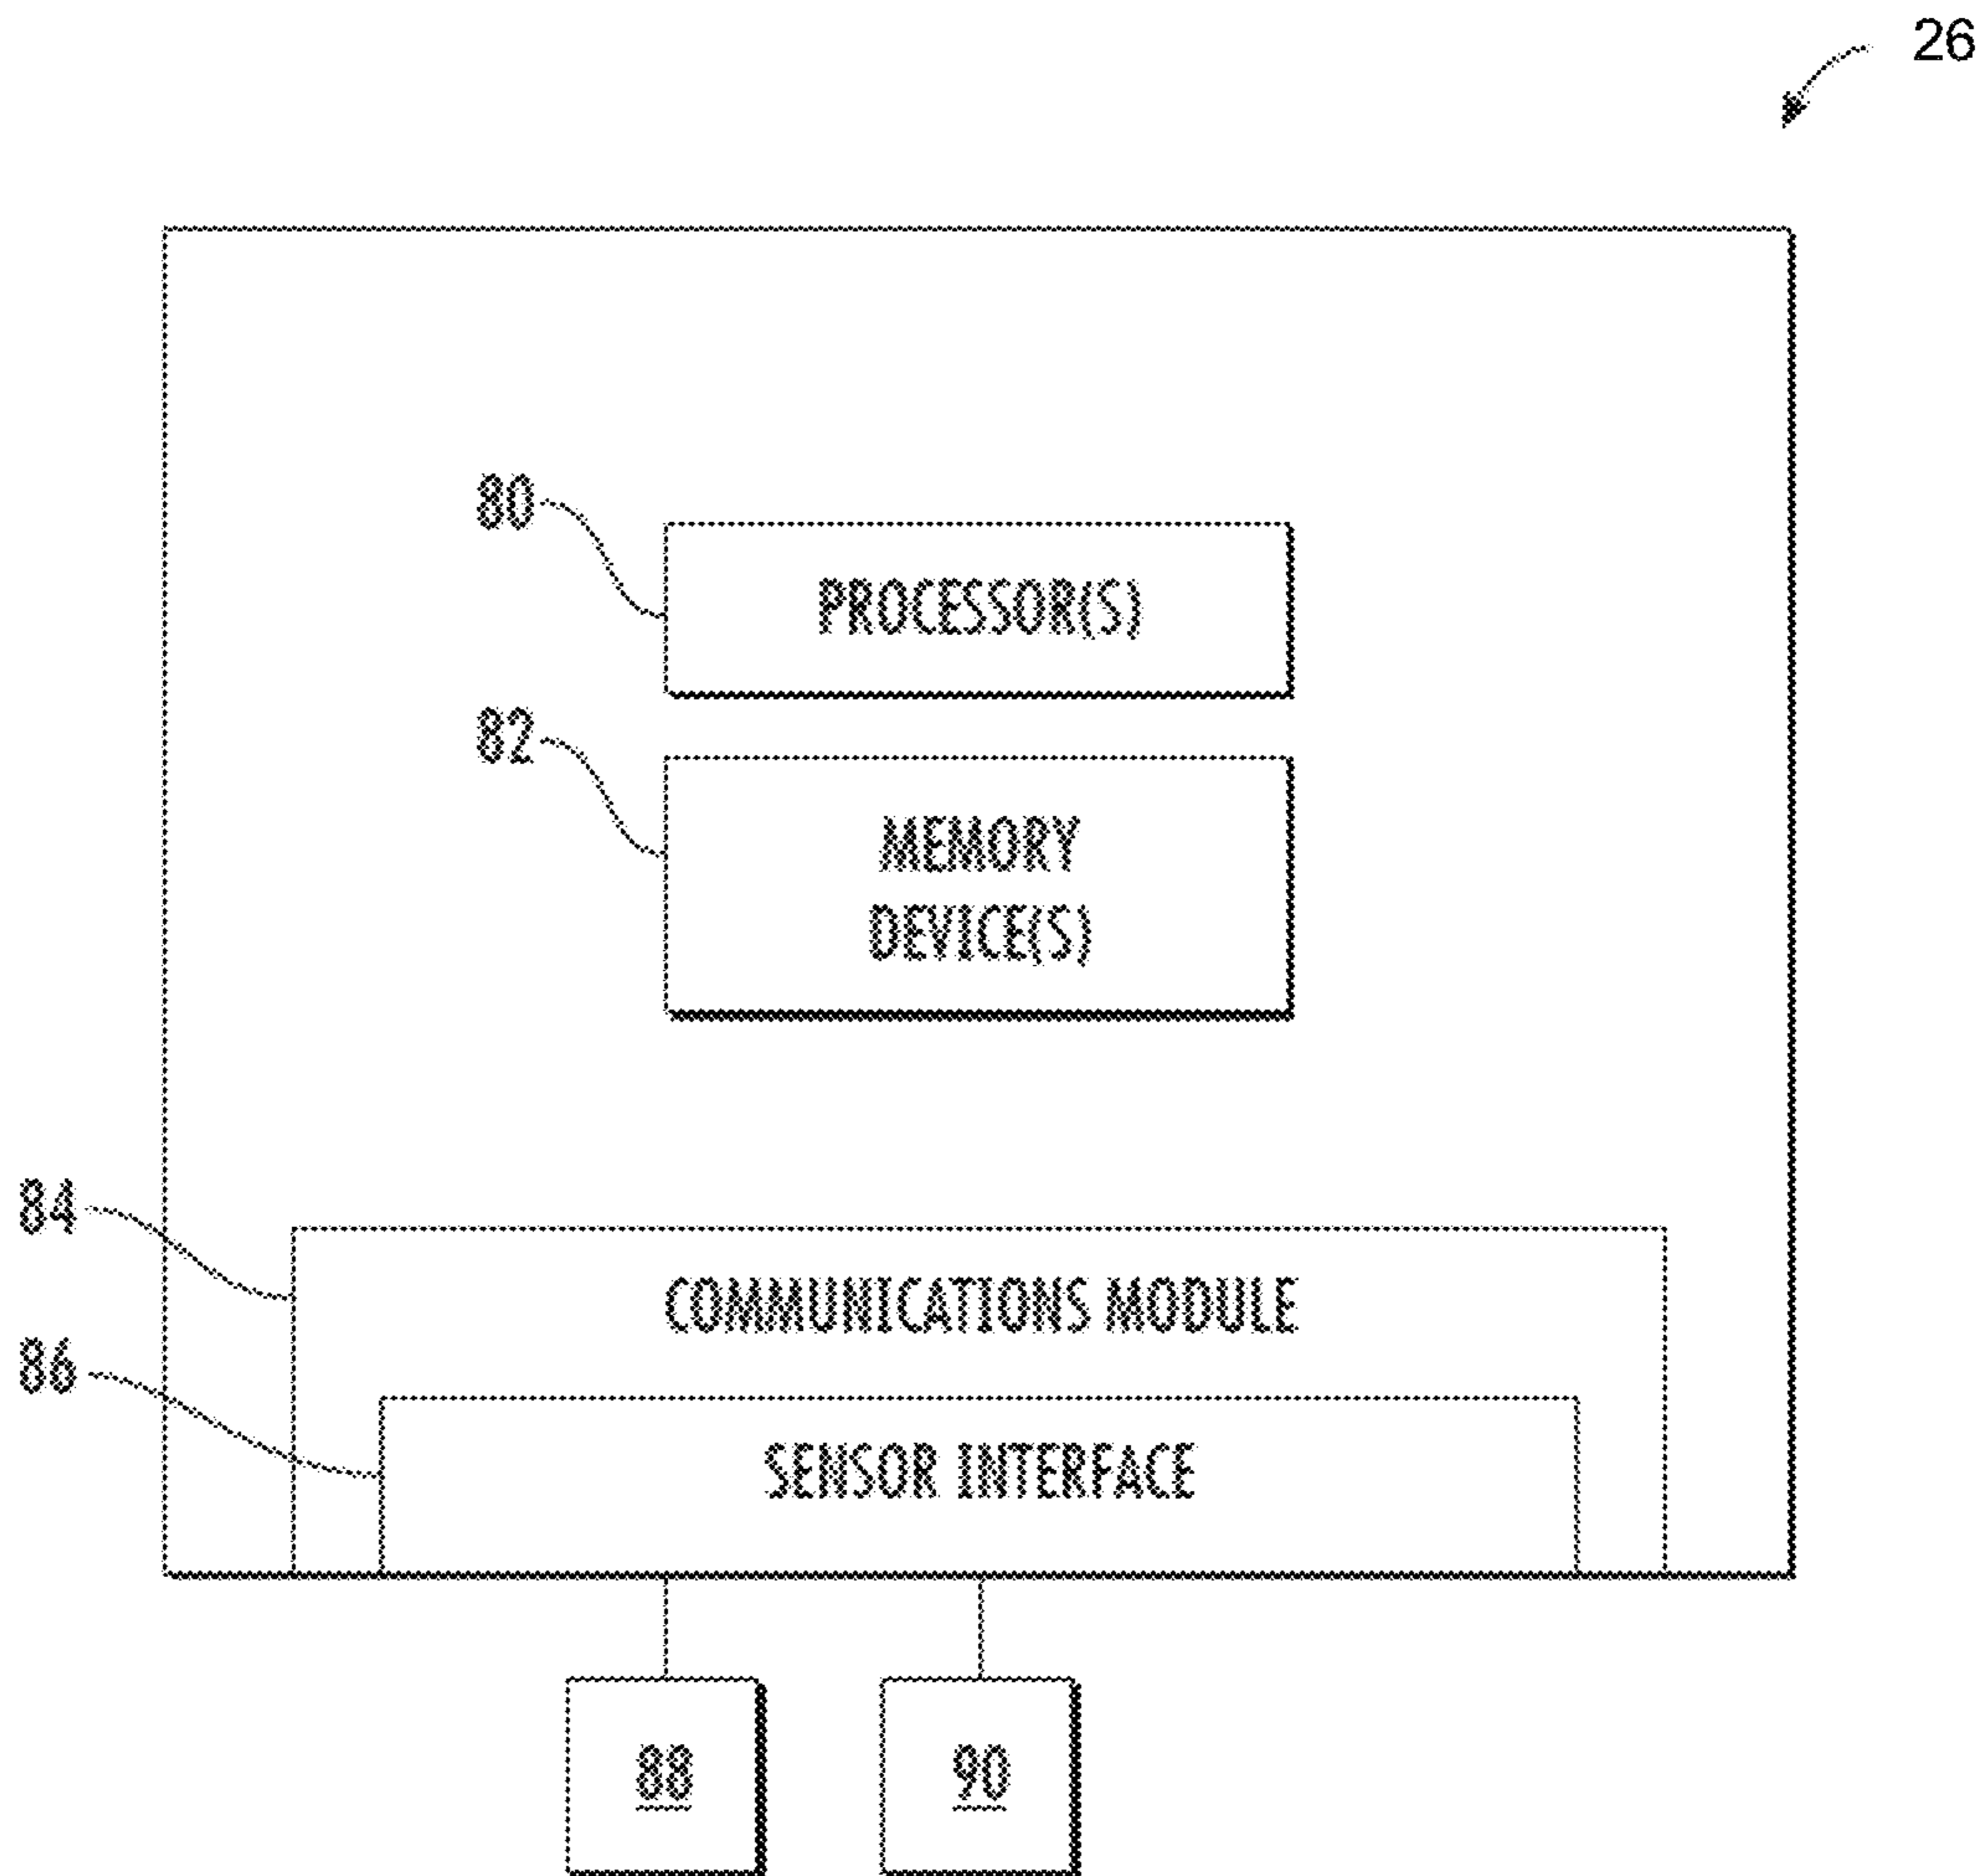 26
80
PROCESSOR(S)
82
MEMORY
DEVICE(S)
84
COMMUNICATIONS MODULE
86
SENSOR INTERFACE
88
90